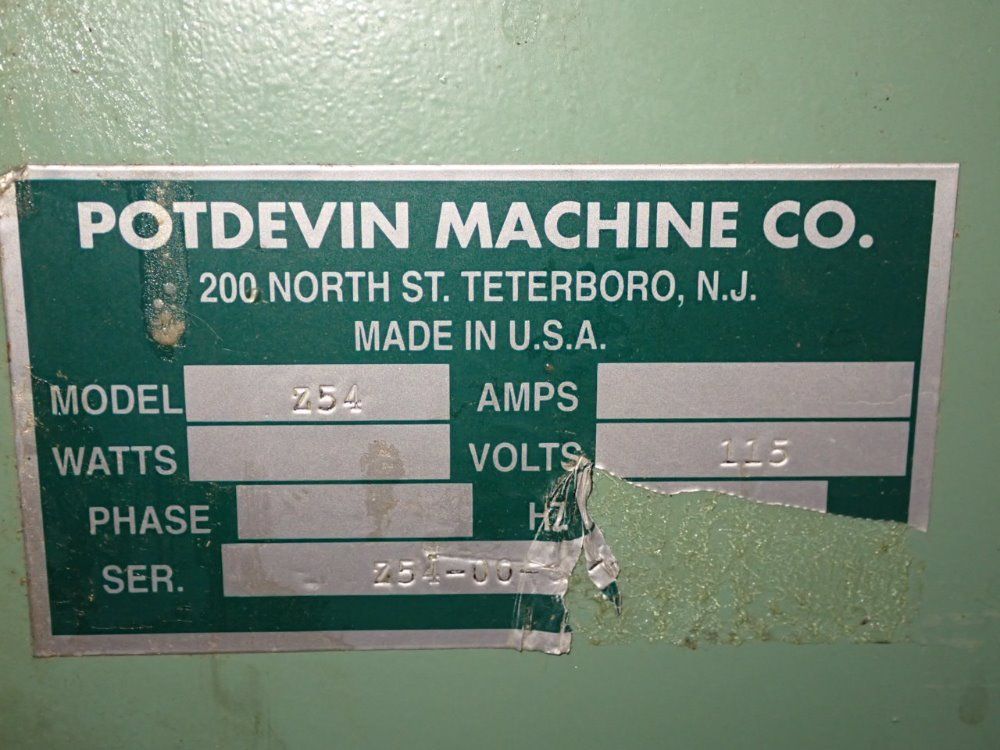 POTDEVIN MACHINE CO.
200 NORTH ST. TETERBORO, N.J.
MADE IN U.S.A.
MODEL Z54 AMPS
WATTS VOLTS 115
PHASE HZ
SER. Z54-00-